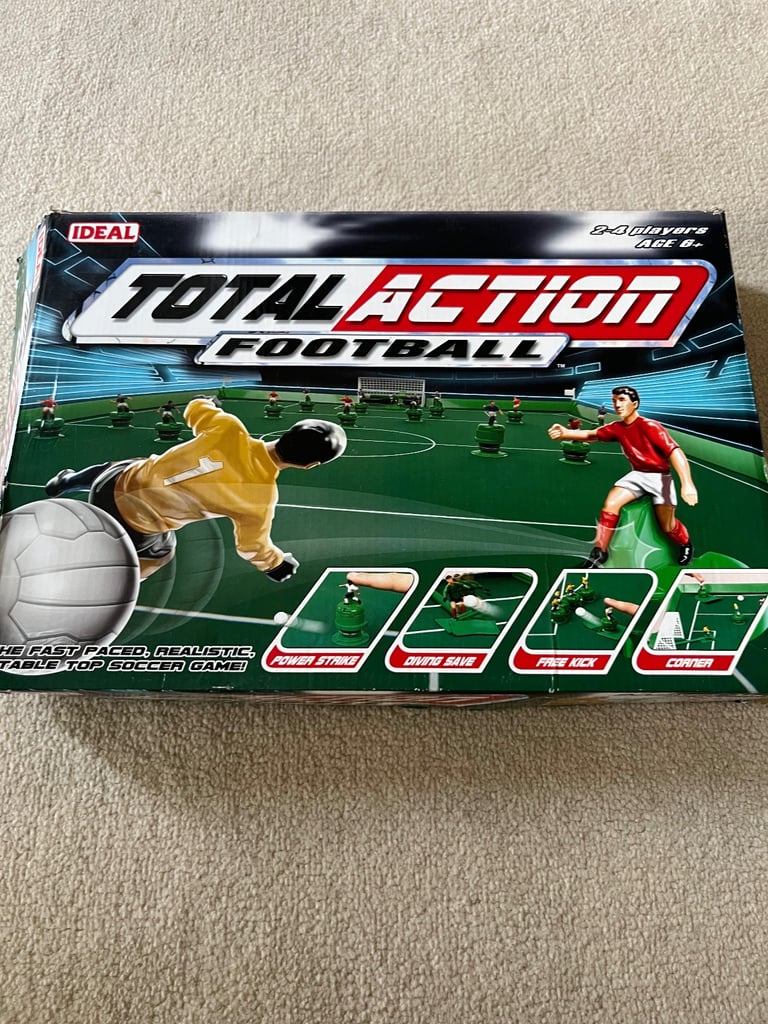 IDEAL
2-4 players
AGE 6+
TOTAL ACTION
FOOTBALL™
1
HE FAST PACED, REALISTIC,
TABLE TOP SOCCER GAME!
POWER STRIKE
DIVING SAVE
FREE KICK
CORNER